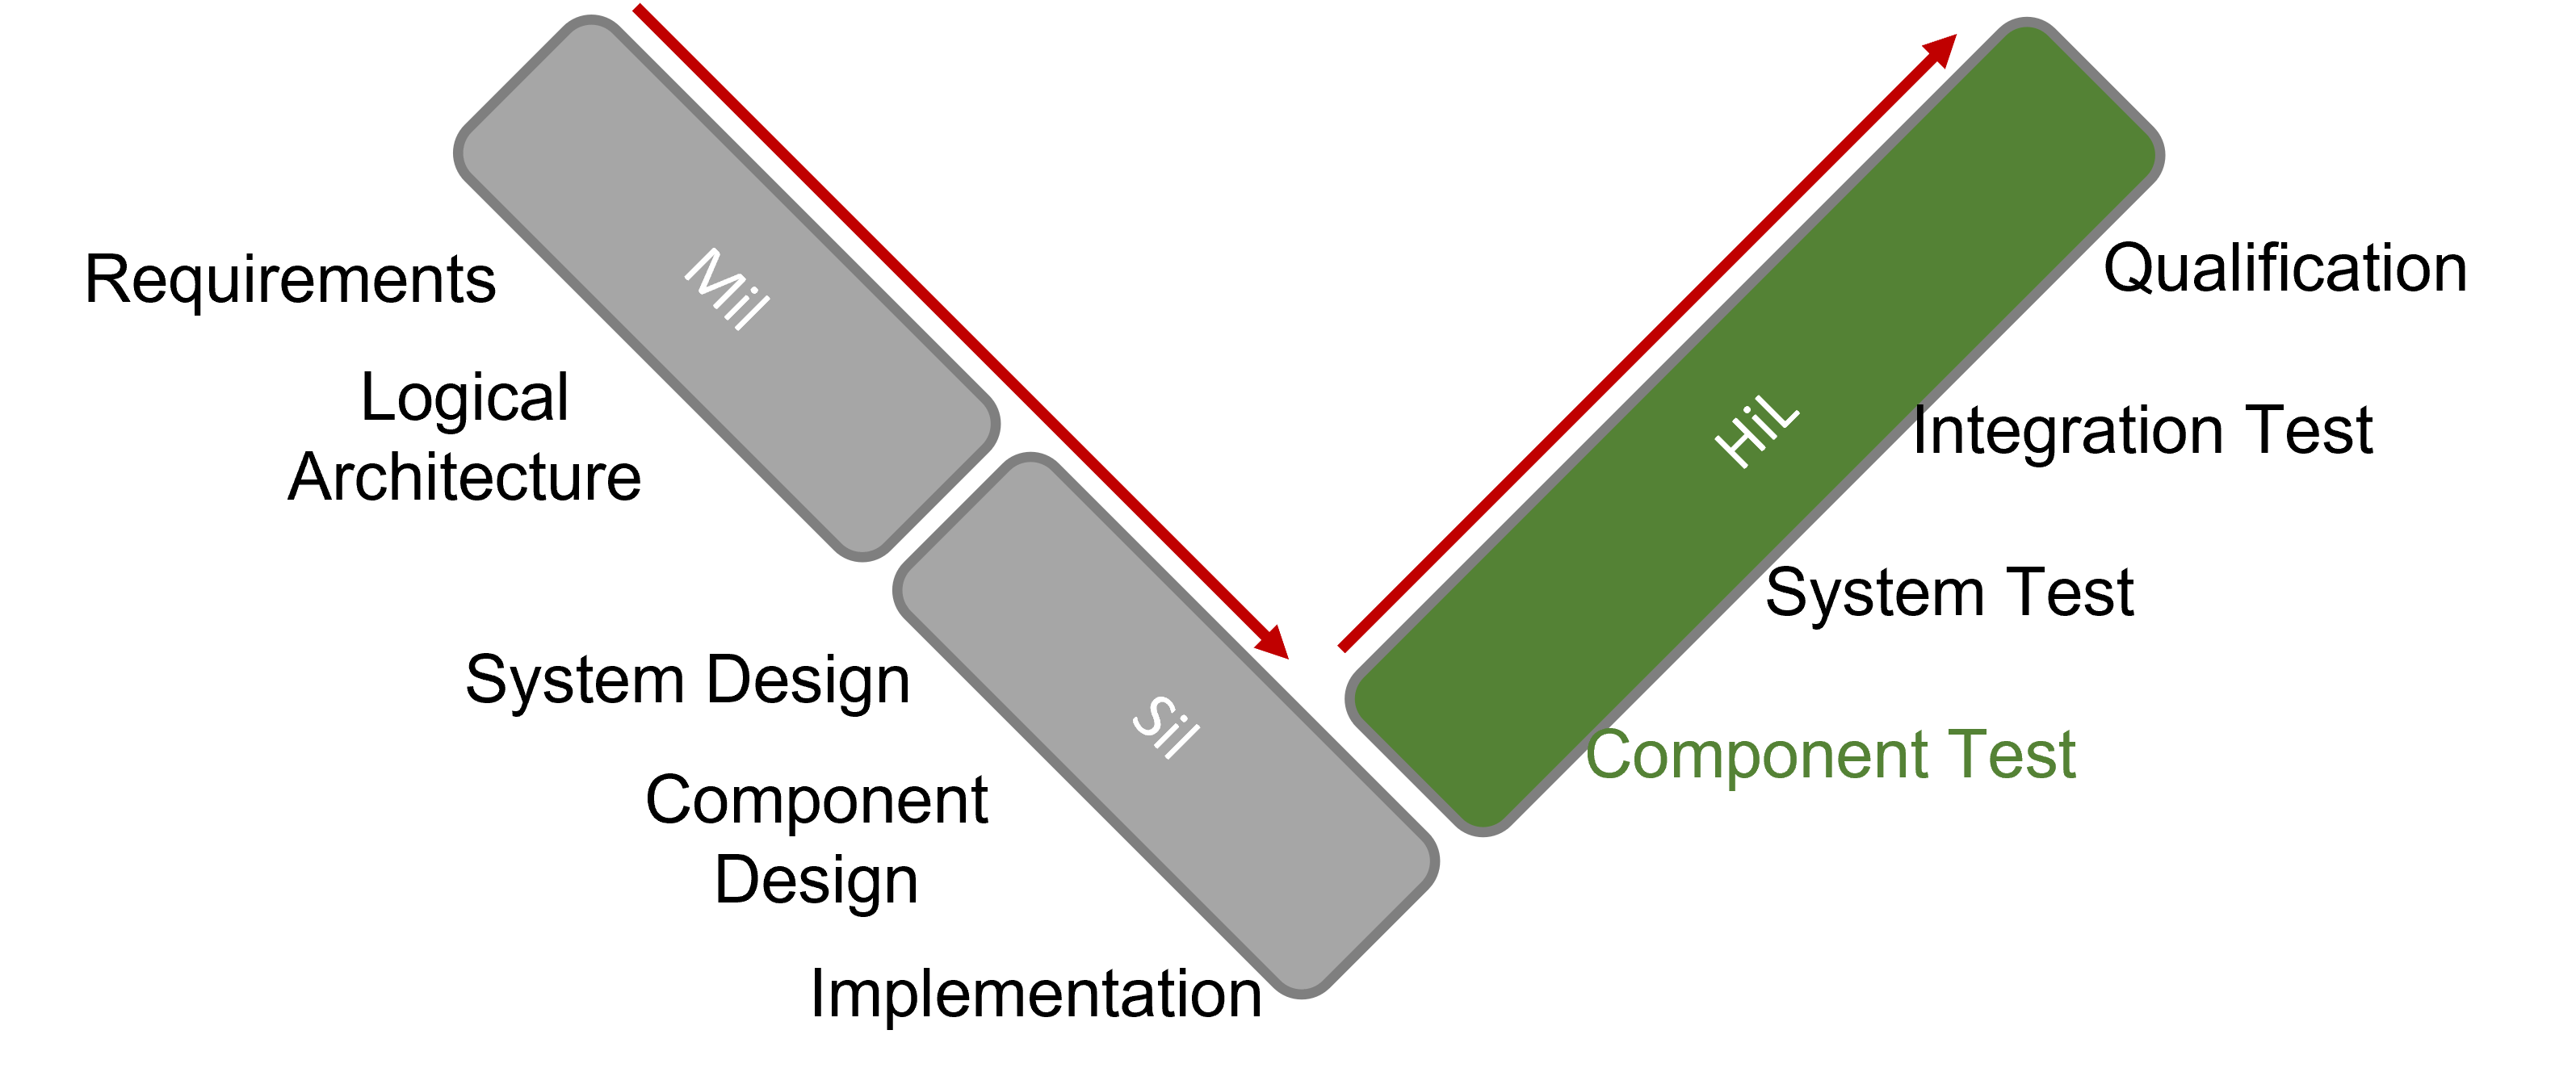 Mil
Requirements
Logical
Architecture
Sil
System Design
Component
Design
Implementation
HiL
Qualification
Integration Test
System Test
Component Test